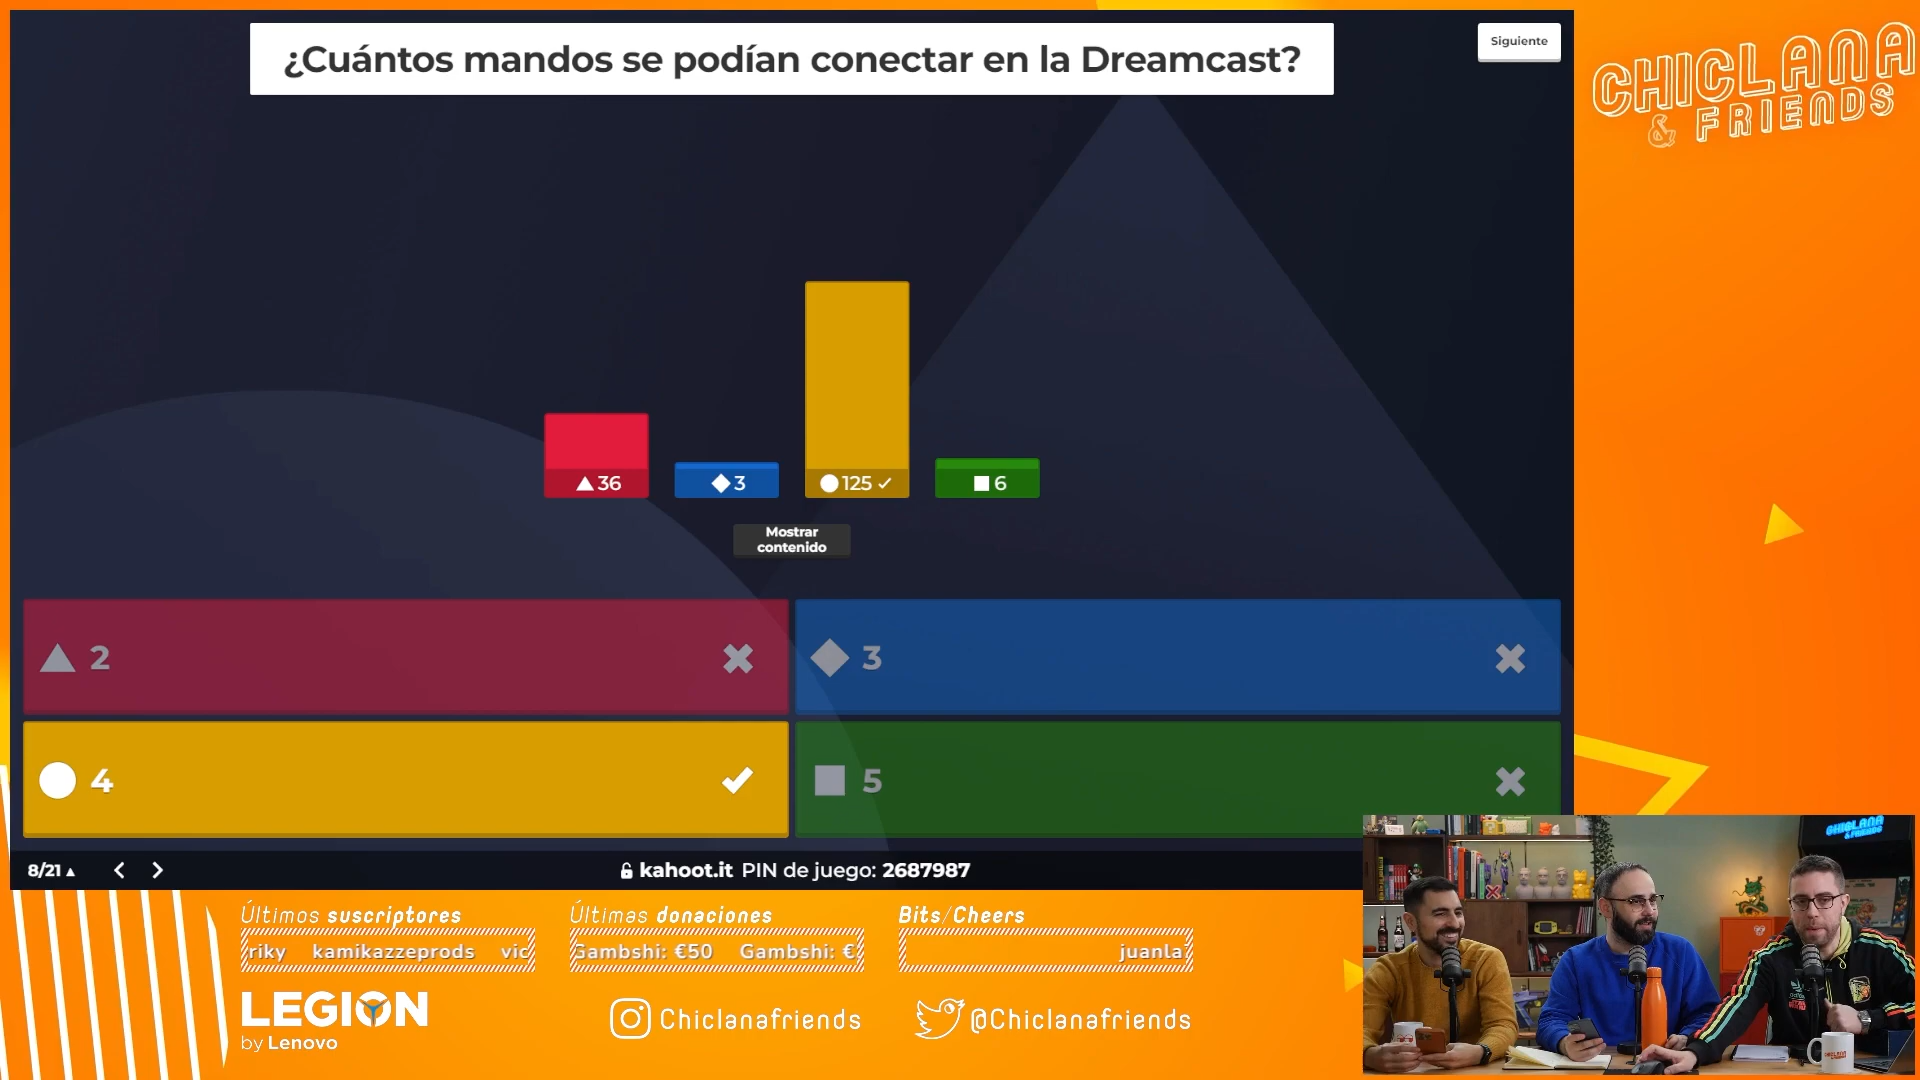 ¿Cuántos mandos se podían conectar en la Dreamcast?
Siguiente
CHICLANA
& FRIENDS
36
3
125
6
Mostrar
contenido
2
3
4
5
8/21
kahoot.it PIN de juego: 2687987
Últimos suscriptores
riky kamikazzeprods vic
Últimas donaciones
Gambshi: €50 Gambshi: €
Bits/Cheers
juanla
LEGION
by Lenovo
Chiclanafriends
@Chiclanafriends
CHICLANA
& FRIENDS